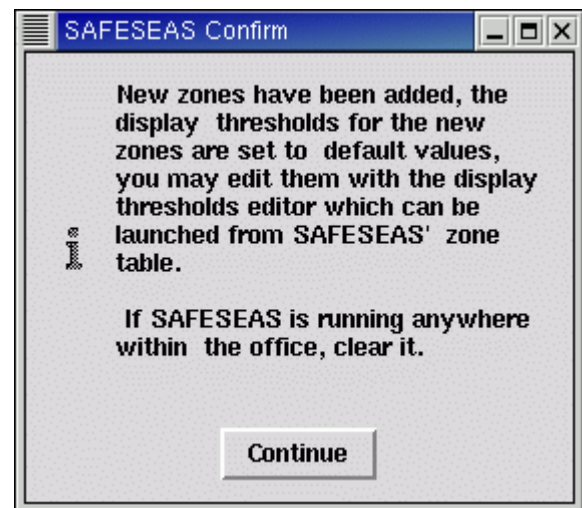 SAFESEAS Confirm
New zones have been added, the
display thresholds for the new
zones are set to default values,
you may edit them with the display
thresholds editor which can be
launched from SAFESEAS' zone
table.
If SAFESEAS is running anywhere
within the office, clear it.
Continue